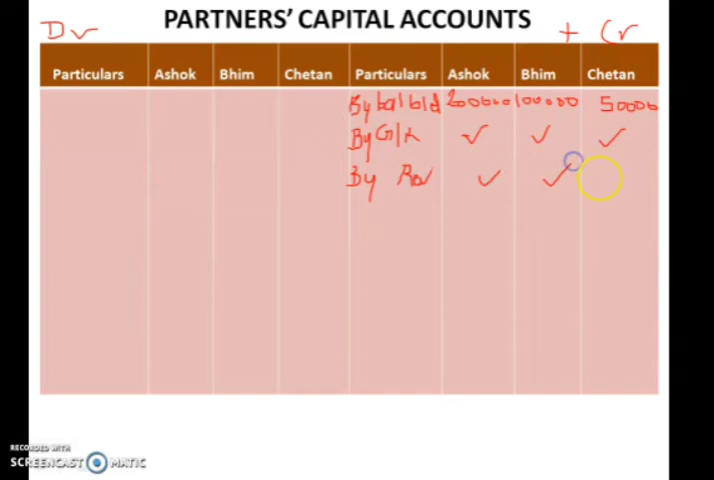 PARTNERS' CAPITAL ACCOUNTS
Dr + Cr
Particulars Ashok Bhim Chetan Particulars Ashok Bhim Chetan
By bal b/d 200000 100000 50000
By G/R ✓ ✓ ✓
By Rev ✓ ✓
RECORDED WITH
SCREENCAST MATIC